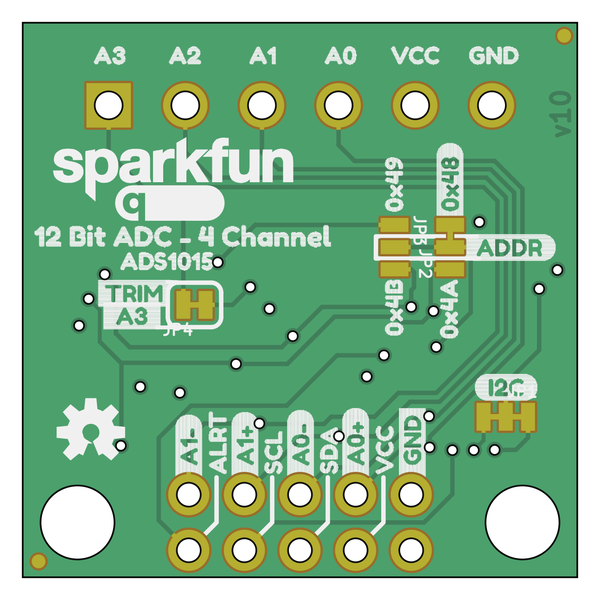 A3 A2 A1 A0 VCC GND
v10
sparkfun
q
12 Bit ADC - 4 Channel
ADS1015
0x49 0x48
JP3 JP2
ADDR
0x4B 0x4A
TRIM
A3
JP4
I2C
A1- ALRT A1+ SCL A0- SDA A0+ VCC GND